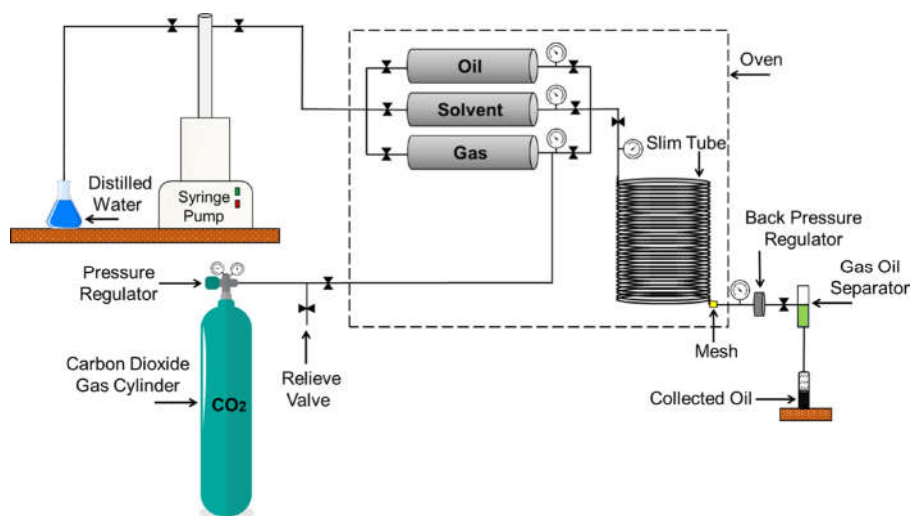 Oil
Solvent
Gas
Oven
Slim Tube
Distilled
Water
Syringe
Pump
Back Pressure
Regulator
Pressure
Regulator
Gas Oil
Separator
Mesh
Carbon Dioxide
Gas Cylinder
Relieve
Valve
CO₂
Collected Oil